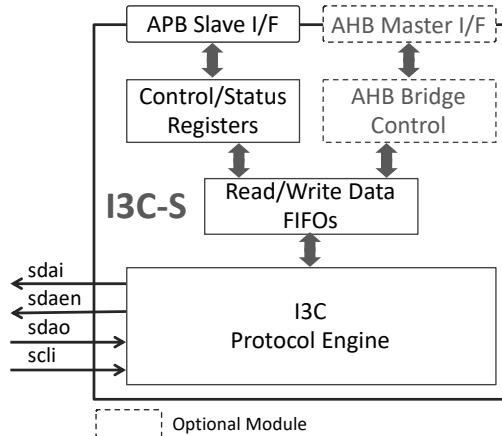 APB Slave I/F
AHB Master I/F
Control/Status
Registers
AHB Bridge
Control
I3C-S
Read/Write Data
FIFOs
sdai
sdaen
sdao
scli
I3C
Protocol Engine
Optional Module